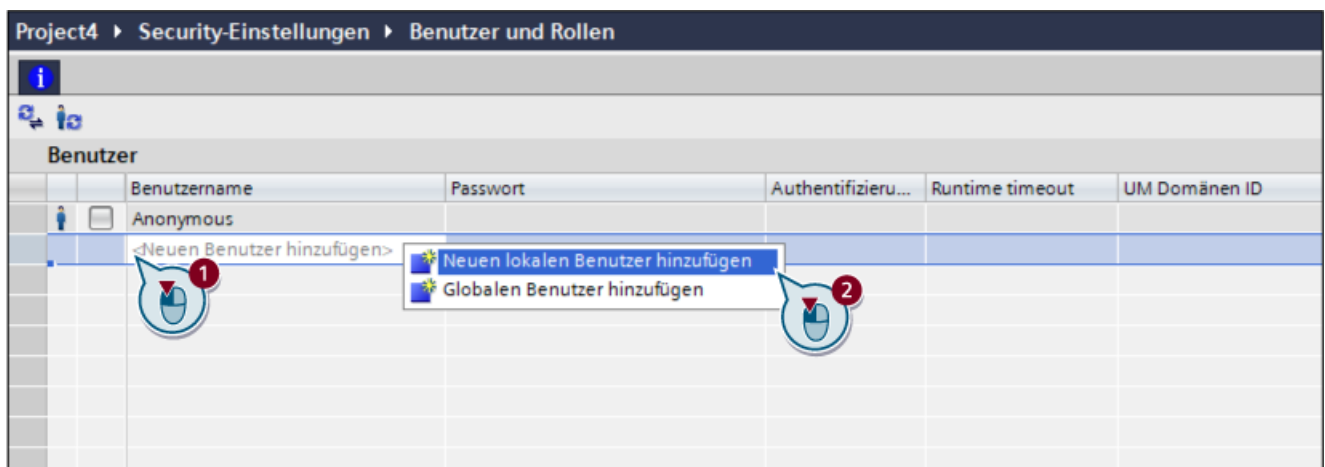 Project4 ▸ Security-Einstellungen ▸ Benutzer und Rollen
Benutzer
Benutzername Passwort Authentifizieru... Runtime timeout UM Domänen ID
Anonymous
<Neuen Benutzer hinzufügen>
Neuen lokalen Benutzer hinzufügen
Globalen Benutzer hinzufügen
1
2